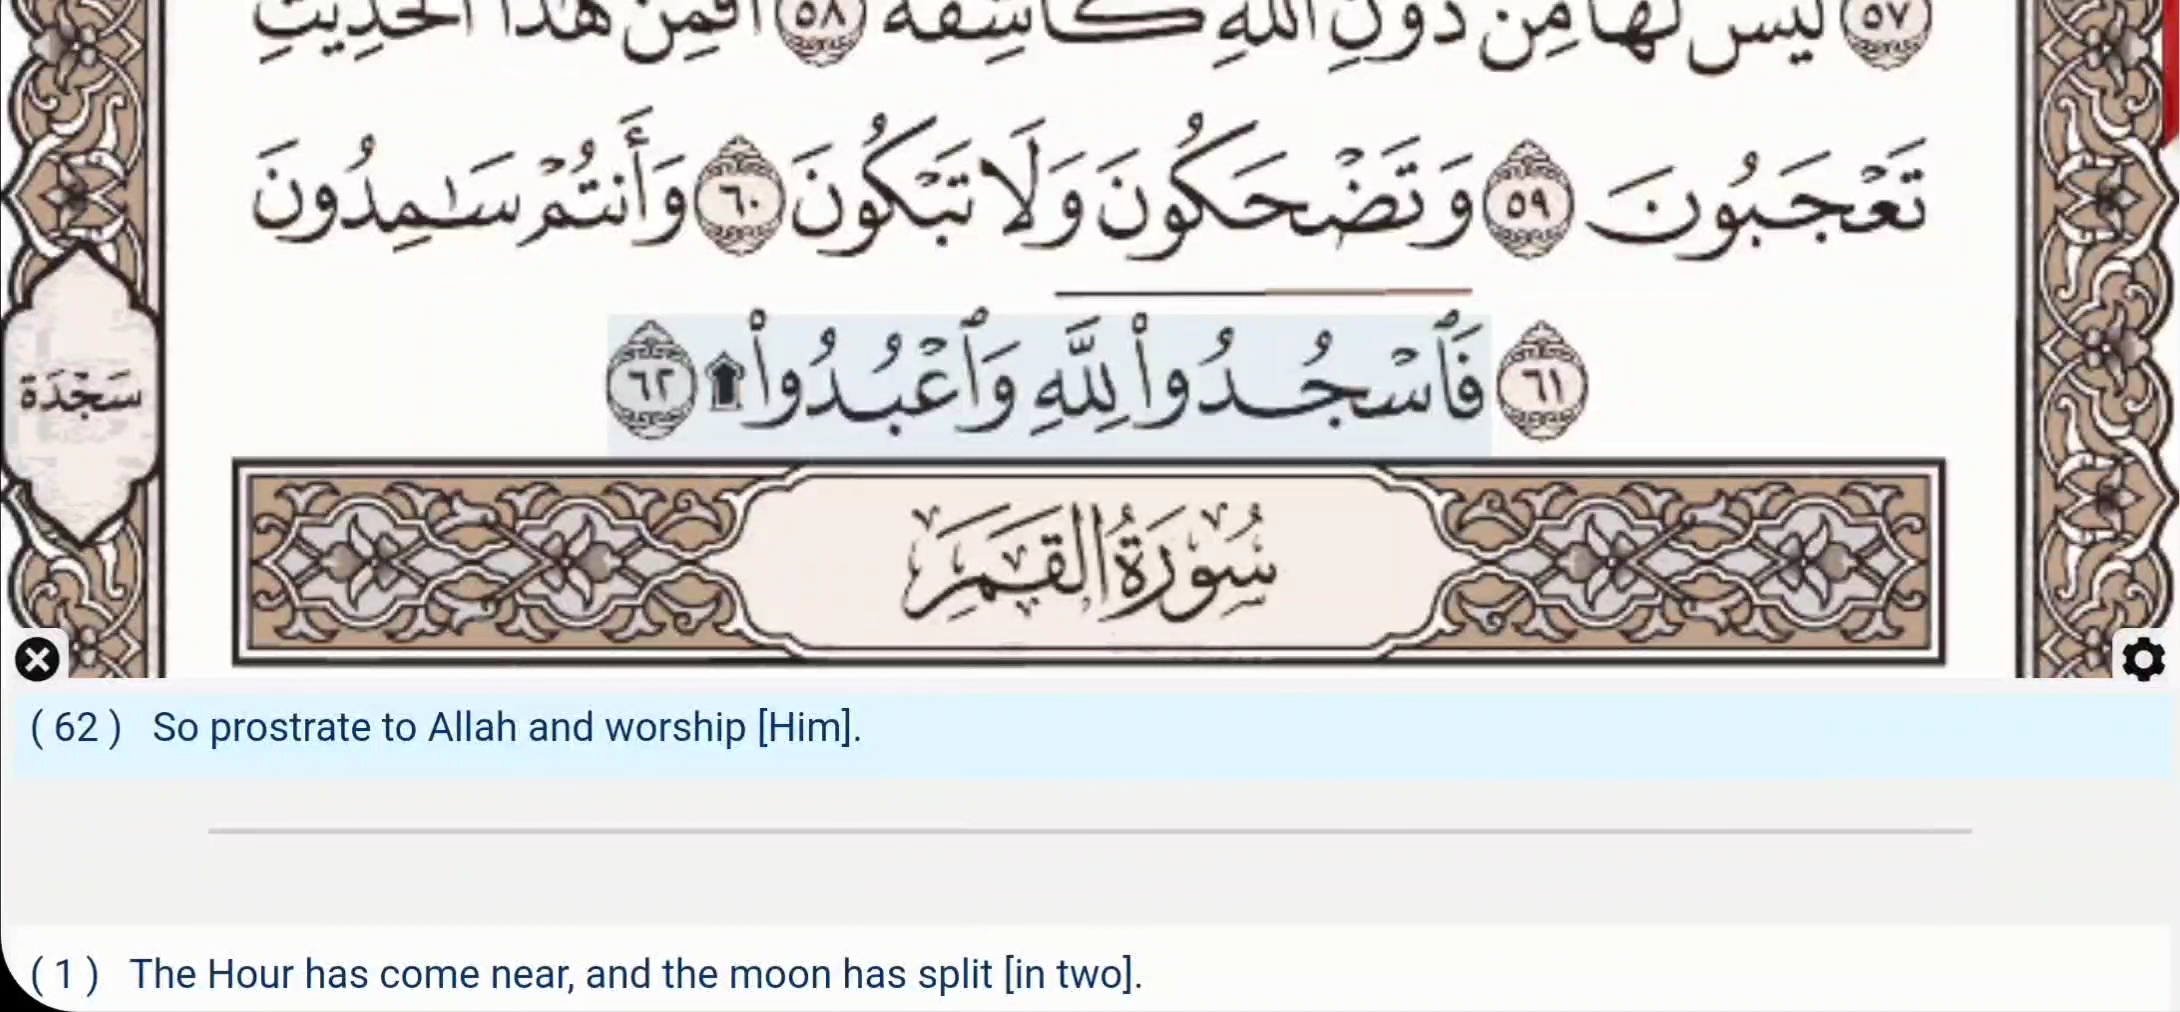 ٥٧ لَيْسَ لَهَا مِن دُونِ ٱللَّهِ كَاشِفَةٌ ٥٨ أَفَمِنْ هَٰذَا ٱلْحَدِيثِ
تَعْجَبُونَ ٥٩ وَتَضْحَكُونَ وَلَا تَبْكُونَ ٦٠ وَأَنتُمْ سَٰمِدُونَ
٦١ فَٱسْجُدُوا۟ لِلَّهِ وَٱعْبُدُوا۟ ۩ ٦٢
سَجْدَة
سُورَةُ القَمَرِ
( 62 ) So prostrate to Allah and worship [Him].
( 1 ) The Hour has come near, and the moon has split [in two].